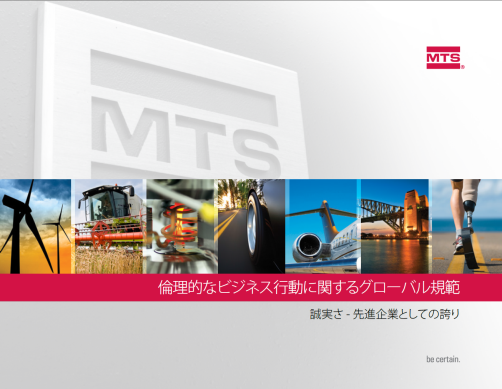 MTS
MTS®
倫理的なビジネス行動に関するグローバル規範
誠実さ - 先進企業としての誇り
be certain.